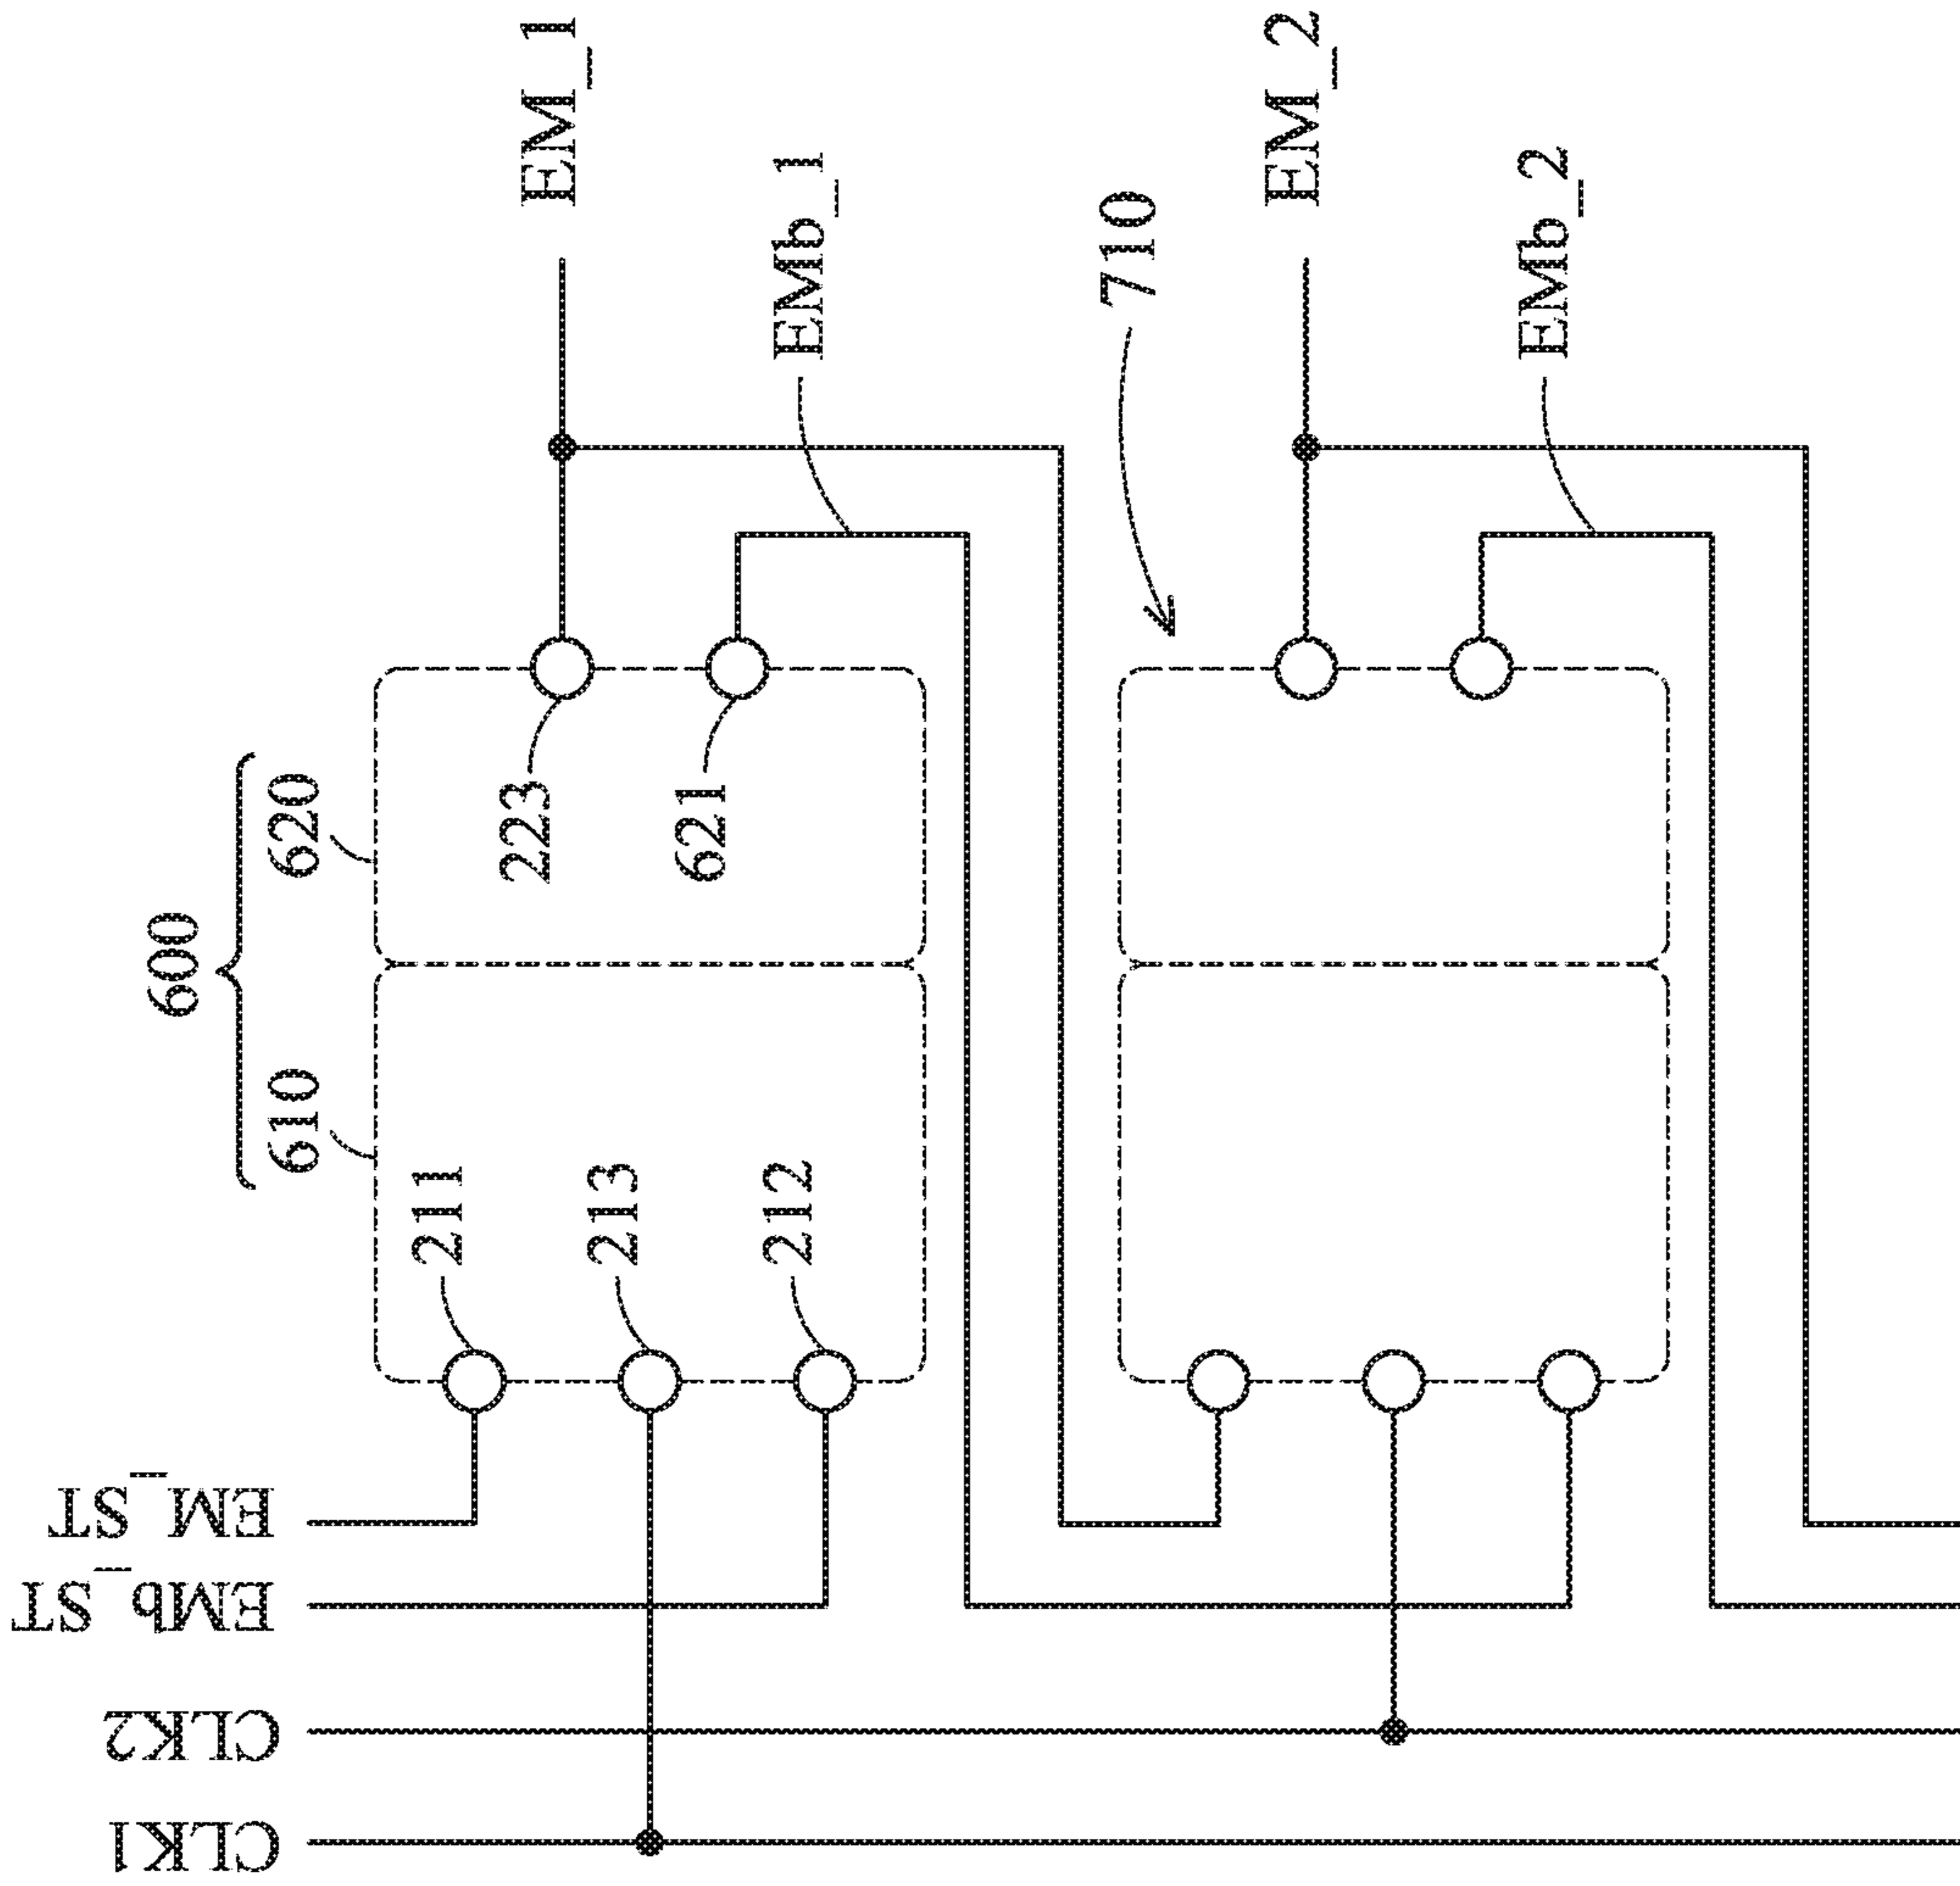 CLK1
CLK2
EMb_ST
EM_ST
600
610
620
211
213
212
223
621
EM_1
EMb_1
710
EM_2
EMb_2